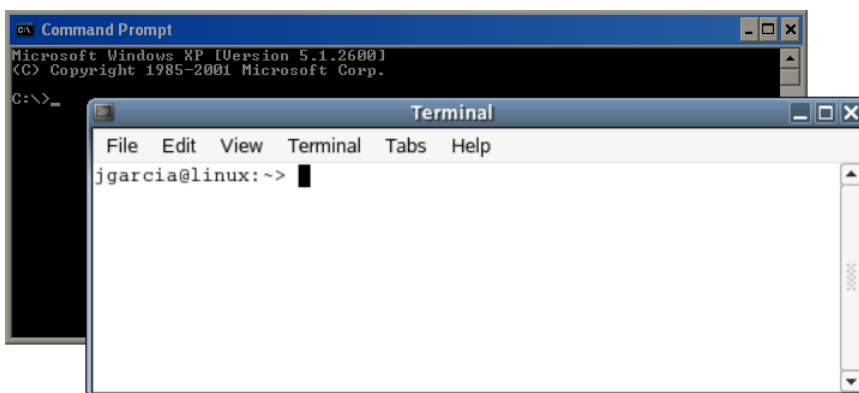 Command Prompt
Microsoft Windows XP [Version 5.1.2600]
(C) Copyright 1985-2001 Microsoft Corp.
C:\>_
Terminal
File Edit View Terminal Tabs Help
jgarcia@linux:~>